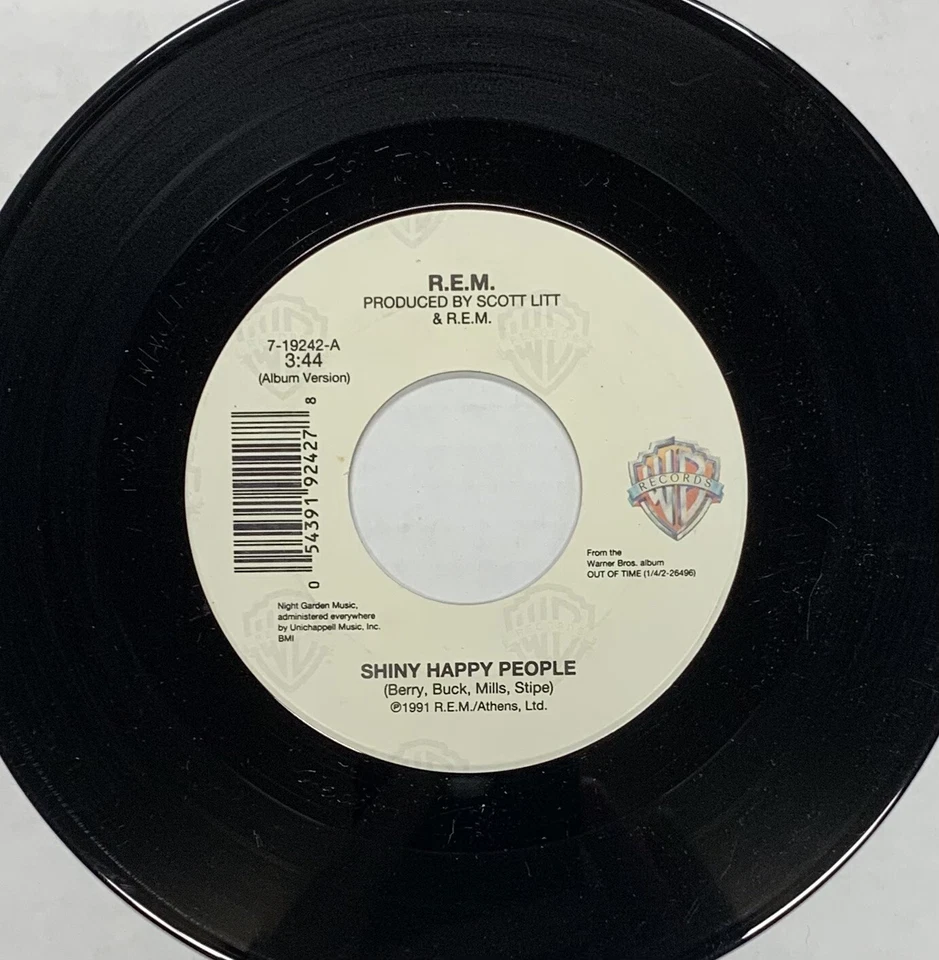 R.E.M.
PRODUCED BY SCOTT LITT
& R.E.M.
7-19242-A
3:44
(Album Version)
0 54391 92427 8
WB
RECORDS
From the
Warner Bros. album
OUT OF TIME (1/4/2-26496)
Night Garden Music,
administered everywhere
by Unichappell Music, Inc.
BMI
SHINY HAPPY PEOPLE
(Berry, Buck, Mills, Stipe)
℗1991 R.E.M./Athens, Ltd.